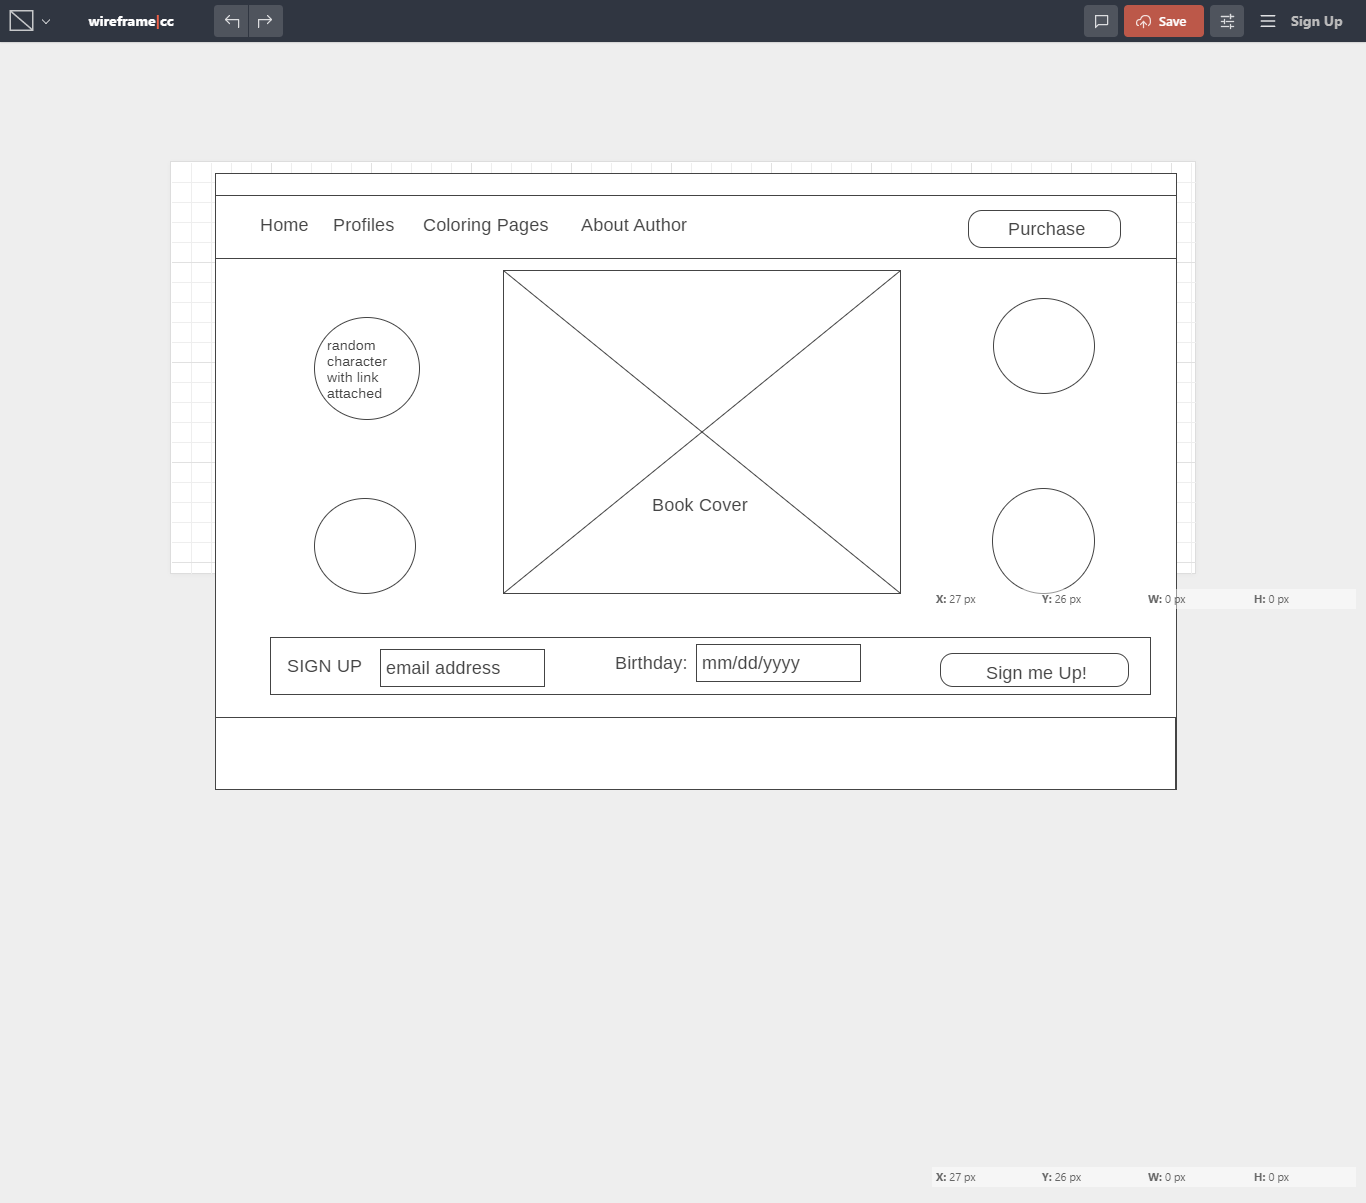 wireframe|cc
Save
Sign Up
Home Profiles Coloring Pages About Author
Purchase
random
character
with link
attached
Book Cover
X: 27 px Y: 26 px W: 0 px H: 0 px
SIGN UP email address Birthday: mm/dd/yyyy Sign me Up!
X: 27 px Y: 26 px W: 0 px H: 0 px